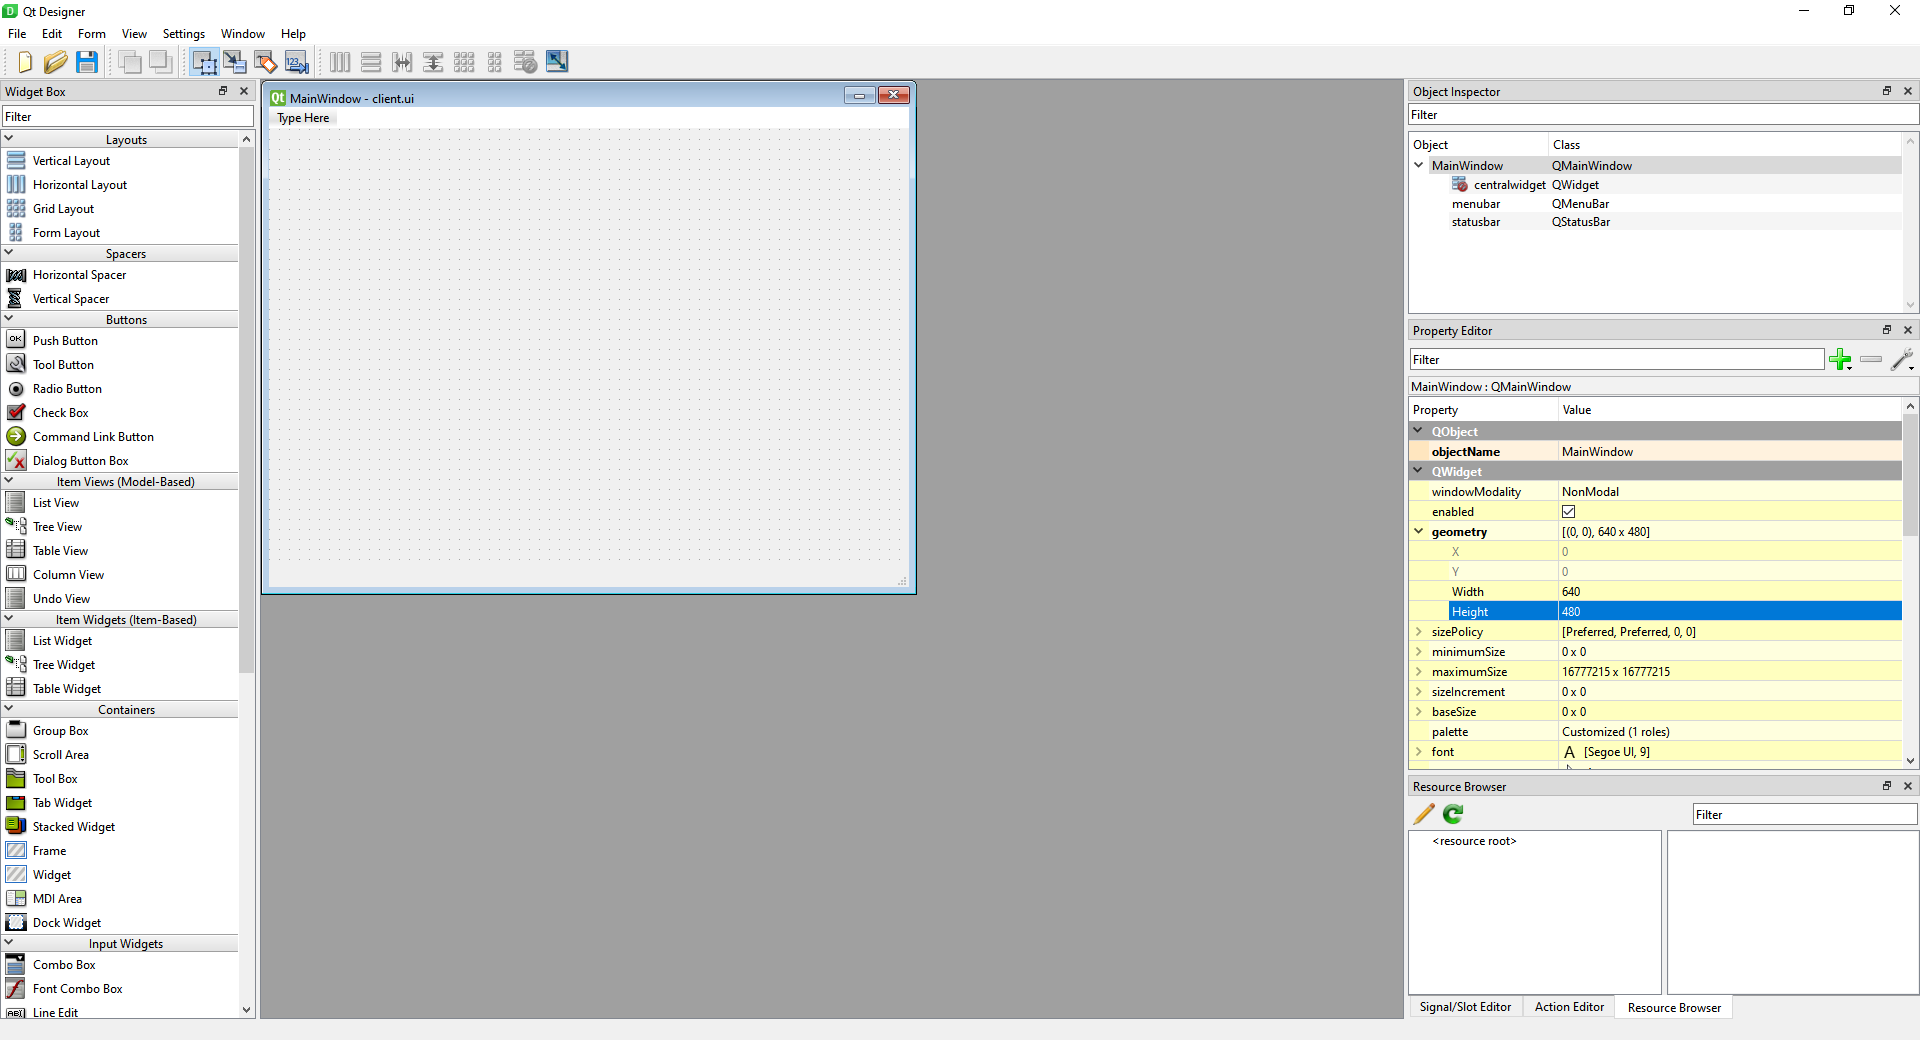 Qt Designer
File Edit Form View Settings Window Help
Widget Box
Filter
Layouts
Vertical Layout
Horizontal Layout
Grid Layout
Form Layout
Spacers
Horizontal Spacer
Vertical Spacer
Buttons
Push Button
Tool Button
Radio Button
Check Box
Command Link Button
Dialog Button Box
Item Views (Model-Based)
List View
Tree View
Table View
Column View
Undo View
Item Widgets (Item-Based)
List Widget
Tree Widget
Table Widget
Containers
Group Box
Scroll Area
Tool Box
Tab Widget
Stacked Widget
Frame
Widget
MDI Area
Dock Widget
Input Widgets
Combo Box
Font Combo Box
Line Edit
MainWindow - client.ui
Type Here
Object Inspector
Filter
Object Class
MainWindow QMainWindow
centralwidget QWidget
menubar QMenuBar
statusbar QStatusBar
Property Editor
Filter
MainWindow : QMainWindow
Property Value
QObject
objectName MainWindow
QWidget
windowModality NonModal
enabled
geometry [(0, 0), 640 x 480]
X 0
Y 0
Width 640
Height 480
sizePolicy [Preferred, Preferred, 0, 0]
minimumSize 0 x 0
maximumSize 16777215 x 16777215
sizeIncrement 0 x 0
baseSize 0 x 0
palette Customized (1 roles)
font A [Segoe UI, 9]
Resource Browser
Filter
<resource root>
Signal/Slot Editor Action Editor Resource Browser